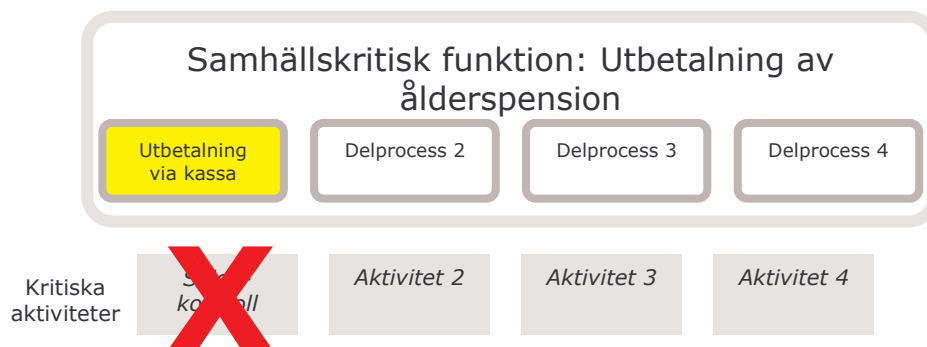 Samhällskritisk funktion: Utbetalning av
ålderspension
Utbetalning
via kassa
Delprocess 2
Delprocess 3
Delprocess 4
Kritiska
aktiviteter
Aktivitet 2
Aktivitet 3
Aktivitet 4